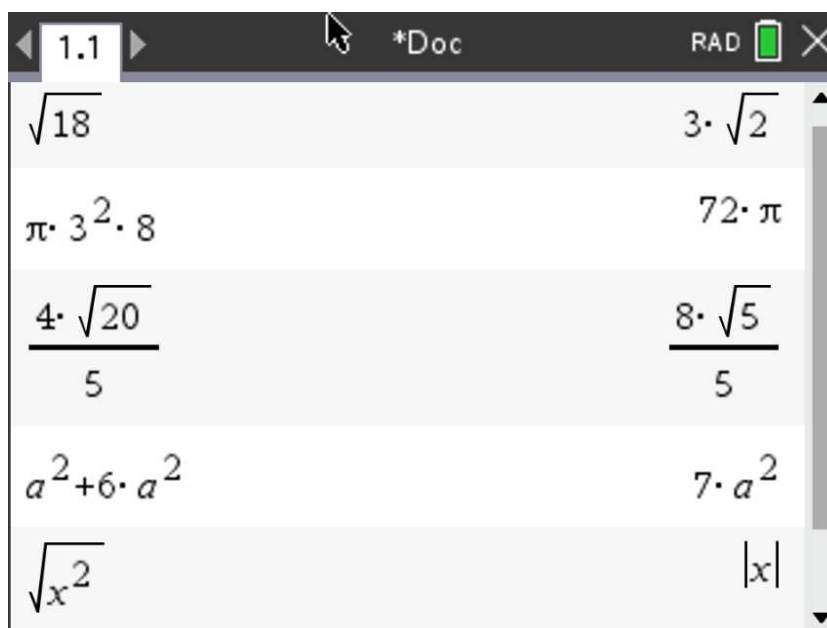 1.1 *Doc RAD
√18 3·√2
π·3²·8 72·π
4·√20/5 8·√5/5
a²+6·a² 7·a²
√x² |x|